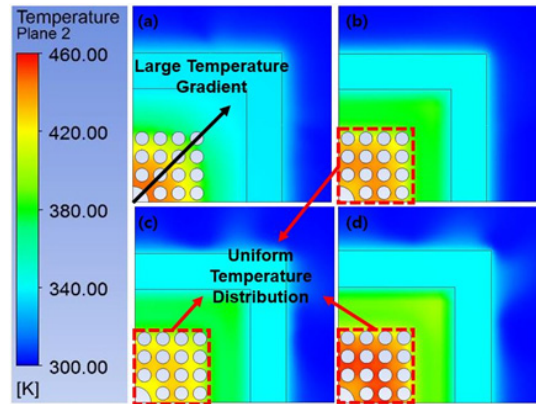 Temperature
Plane 2
460.00
420.00
380.00
340.00
300.00
[K]
(a)
Large Temperature
Gradient
(b)
(c)
Uniform
Temperature
Distribution
(d)